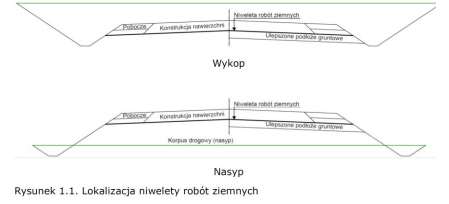 Niweleta robót ziemnych
Pobocze
Konstrukcja nawierzchni
Ulepszone podłoże gruntowe
Wykop
Niweleta robót ziemnych
Pobocze
Konstrukcja nawierzchni
Ulepszone podłoże gruntowe
Korpus drogowy (nasyp)
Nasyp
Rysunek 1.1. Lokalizacja niwelety robót ziemnych